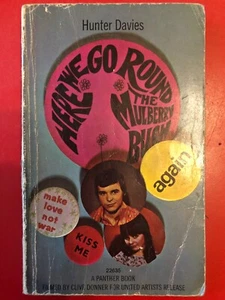 Hunter Davies
HERE WE GO ROUND
THE
MULBERRY
BUSH
again
make
love not
war
KISS
ME
A PANTHER BOOK
FILMED BY CLIVE DONNER FOR UNITED ARTISTS RELEASE